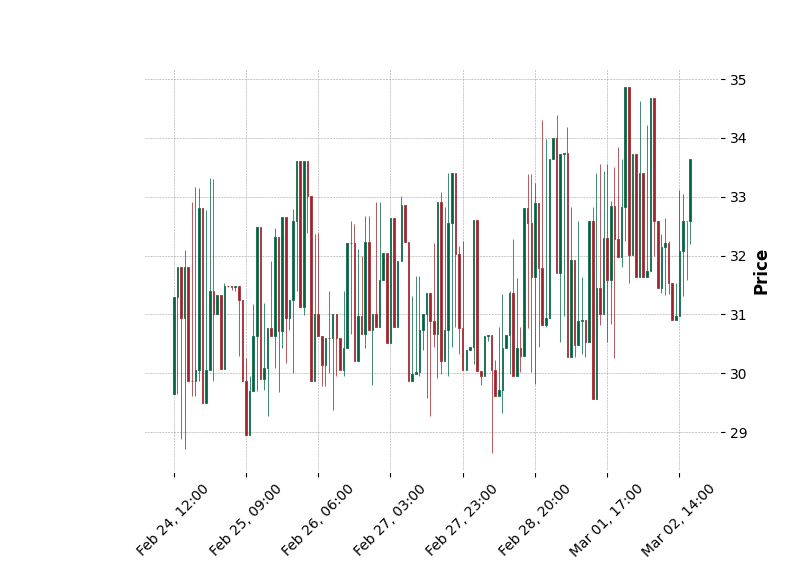 35
34
33
32
31
30
29
Price
Feb 24, 12:00
Feb 25, 09:00
Feb 26, 06:00
Feb 27, 03:00
Feb 27, 23:00
Feb 28, 20:00
Mar 01, 17:00
Mar 02, 14:00